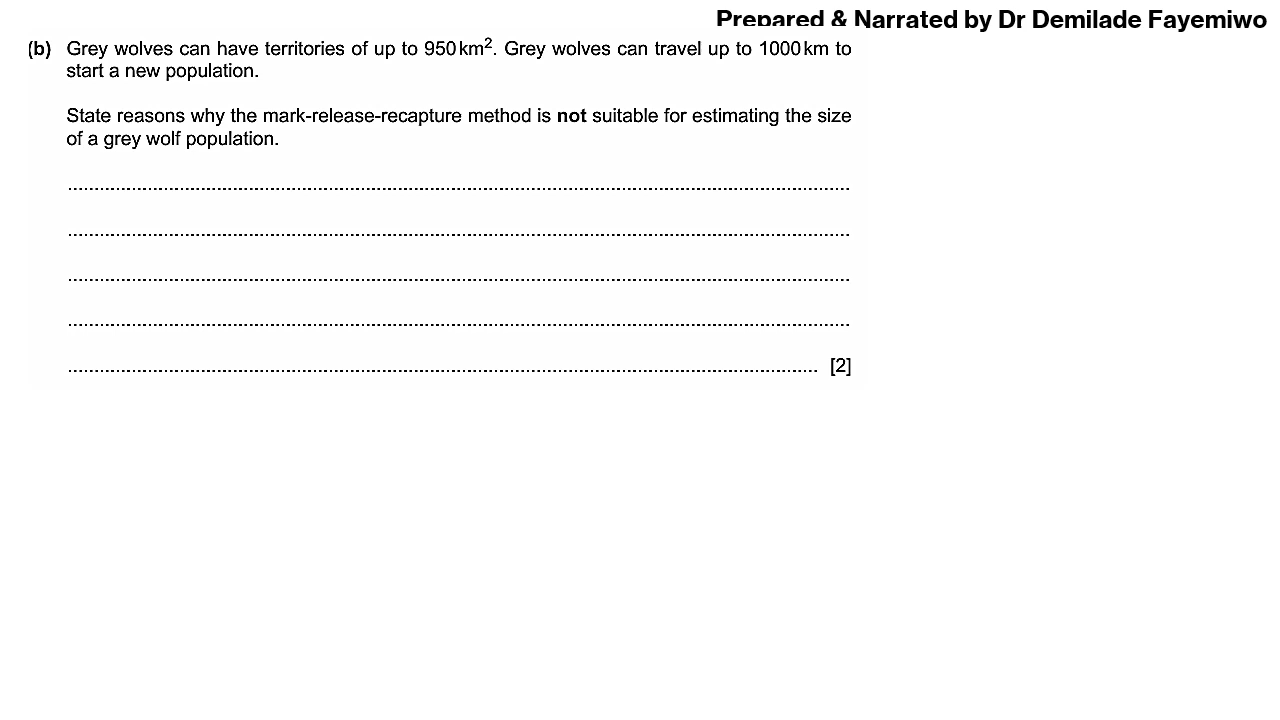 Prepared & Narrated by Dr Demilade Fayemiwo
(b) Grey wolves can have territories of up to 950 km². Grey wolves can travel up to 1000 km to
start a new population.
State reasons why the mark-release-recapture method is not suitable for estimating the size
of a grey wolf population.
[2]